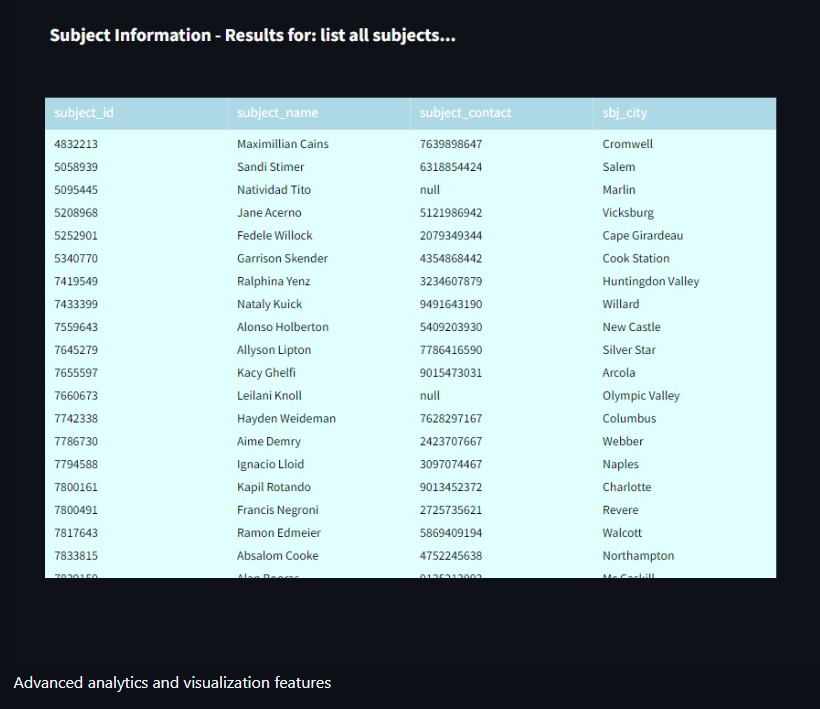 Subject Information - Results for: list all subjects...
subject_id subject_name subject_contact sbj_city
4832213 Maximillian Cains 7639898647 Cromwell
5058939 Sandi Stimer 6318854424 Salem
5095445 Natividad Tito null Marlin
5208968 Jane Acerno 5121986942 Vicksburg
5252901 Fedele Willock 2079349344 Cape Girardeau
5340770 Garrison Skender 4354868442 Cook Station
7419549 Ralphina Yenz 3234607879 Huntingdon Valley
7433399 Nataly Kuick 9491643190 Willard
7559643 Alonso Holberton 5409203930 New Castle
7645279 Allyson Lipton 7786416590 Silver Star
7655597 Kacy Ghelfi 9015473031 Arcola
7660673 Leilani Knoll null Olympic Valley
7742338 Hayden Weideman 7628297167 Columbus
7786730 Aime Demry 2423707667 Webber
7794588 Ignacio Lloid 3097074467 Naples
7800161 Kapil Rotando 9013452372 Charlotte
7800491 Francis Negroni 2725735621 Revere
7817643 Ramon Edmeier 5869409194 Walcott
7833815 Absalom Cooke 4752245638 Northampton
Advanced analytics and visualization features